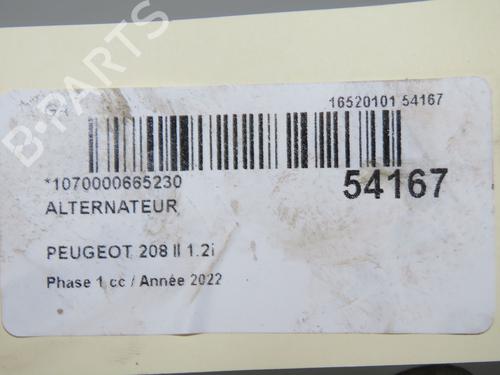 B-PARTS
16520101 54167
*1070000665230
54167
ALTERNATEUR
PEUGEOT 208 II 1.2i
Phase 1 cc / Année 2022